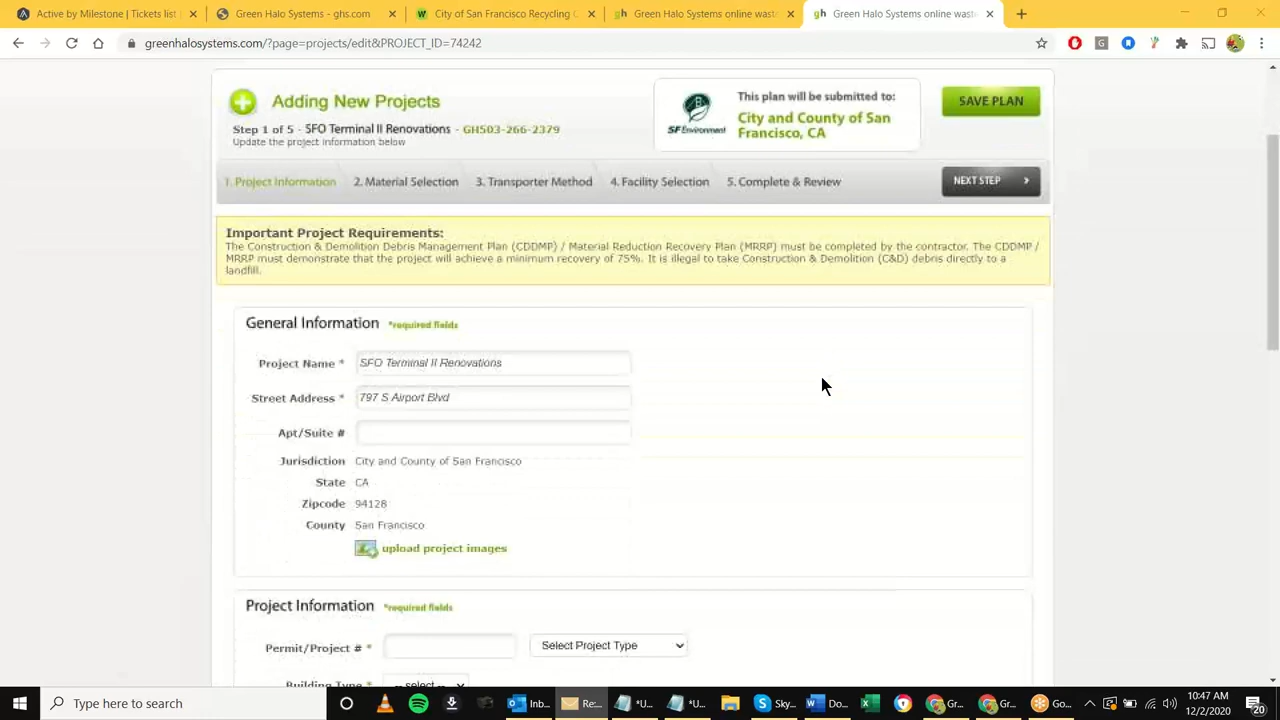 Active by Milestone | Tickets list
Green Halo Systems - ghs.com
City of San Francisco Recycling
Green Halo Systems online wast
Green Halo Systems online wast
greenhalosystems.com/?page=projects/edit&PROJECT_ID=74242
Adding New Projects
Step 1 of 5 - SFO Terminal II Renovations - GH503-266-2379
Update the project information below
SF Environment
This plan will be submitted to:
City and County of San
Francisco, CA
SAVE PLAN
1. Project Information
2. Material Selection
3. Transporter Method
4. Facility Selection
5. Complete & Review
NEXT STEP
Important Project Requirements:
The Construction & Demolition Debris Management Plan (CDDMP) / Material Reduction Recovery Plan (MRRP) must be completed by the contractor. The CDDMP /
MRRP must demonstrate that the project will achieve a minimum recovery of 75%. It is illegal to take Construction & Demolition (C&D) debris directly to a
landfill.
General Information *required fields
Project Name * SFO Terminal II Renovations
Street Address * 797 S Airport Blvd
Apt/Suite #
Jurisdiction City and County of San Francisco
State CA
Zipcode 94128
County San Francisco
upload project images
Project Information *required fields
Permit/Project # * Select Project Type
Building Type * -- select --
Type here to search
Inb...
Re:...
*U...
*U...
Sky...
Do...
Gr...
Gr...
Go...
10:47 AM
12/2/2020
20